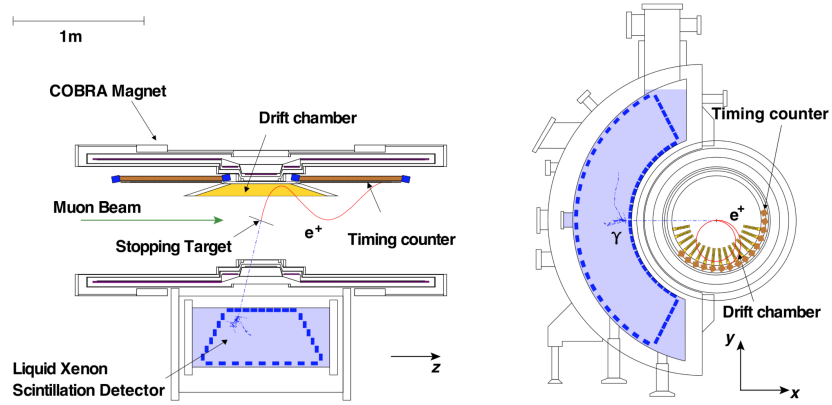 1m
COBRA Magnet
Drift chamber
Muon Beam
Stopping Target
e+
Timing counter
Liquid Xenon
Scintillation Detector
z
Timing counter
e+
γ
Drift chamber
y
x